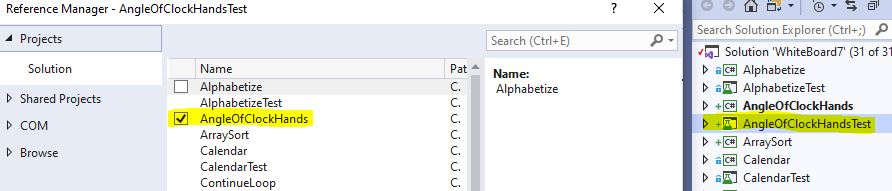 Reference Manager - AngleOfClockHandsTest
Projects
Solution
Shared Projects
COM
Browse
Name Pat
Alphabetize C.
AlphabetizeTest C.
AngleOfClockHands C.
ArraySort C.
Calendar C.
CalendarTest C.
ContinueLoop C.
Search (Ctrl+E)
Name:
Alphabetize
Search Solution Explorer (Ctrl+;)
Solution 'WhiteBoard7' (31 of 31
C# Alphabetize
AlphabetizeTest
C# AngleOfClockHands
AngleOfClockHandsTest
C# ArraySort
C# Calendar
CalendarTest